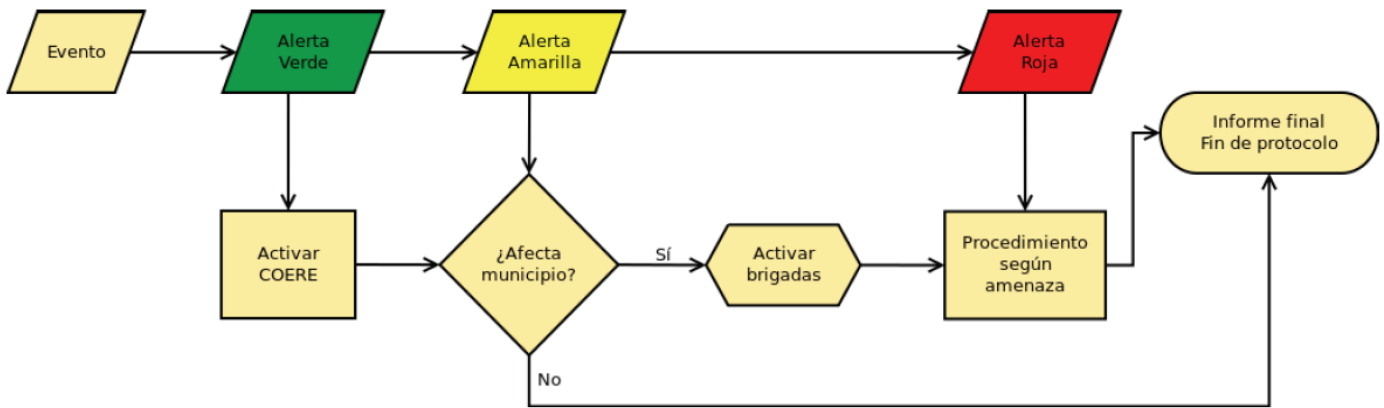 Evento
Alerta
Verde
Alerta
Amarilla
Alerta
Roja
Informe final
Fin de protocolo
Activar
COERE
¿Afecta
municipio?
Sí
Activar
brigadas
Procedimiento
según
amenaza
No